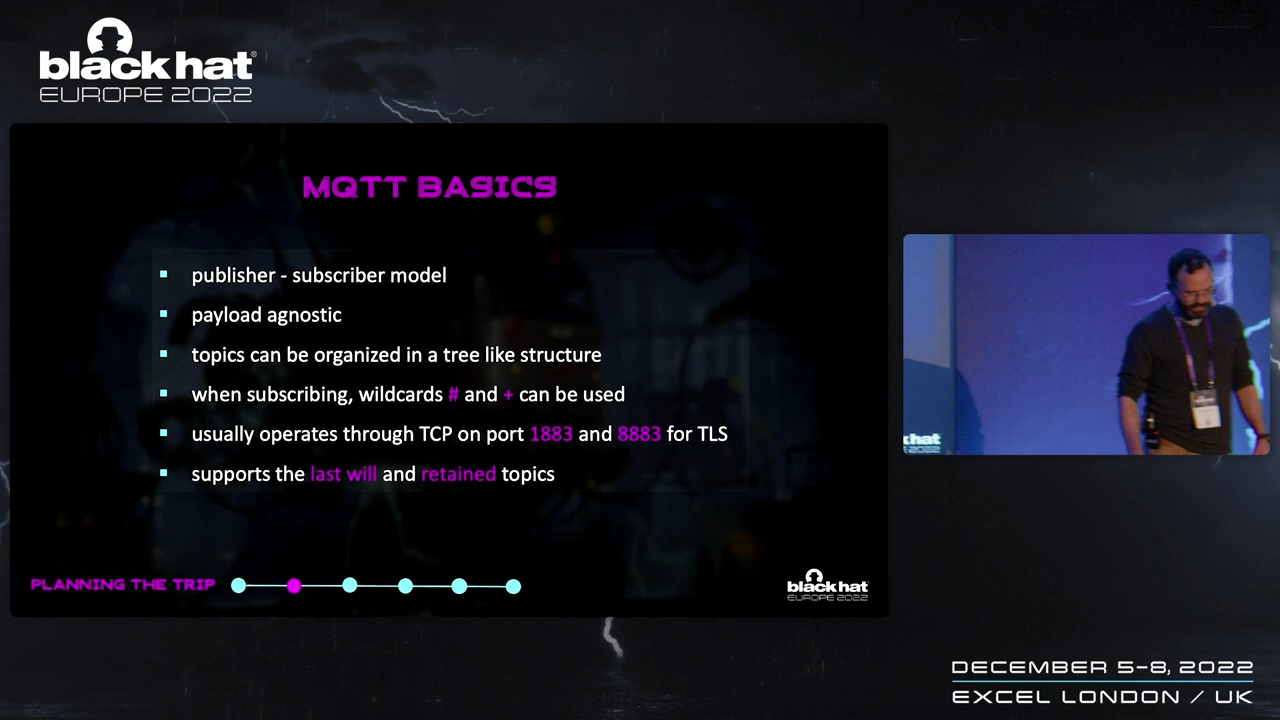 black hat®
EUROPE 2022
MQTT BASICS
publisher - subscriber model
payload agnostic
topics can be organized in a tree like structure
when subscribing, wildcards # and + can be used
usually operates through TCP on port 1883 and 8883 for TLS
supports the last will and retained topics
PLANNING THE TRIP
black hat
EUROPE 2022
hat
2022
DECEMBER 5-8, 2022
EXCEL LONDON / UK